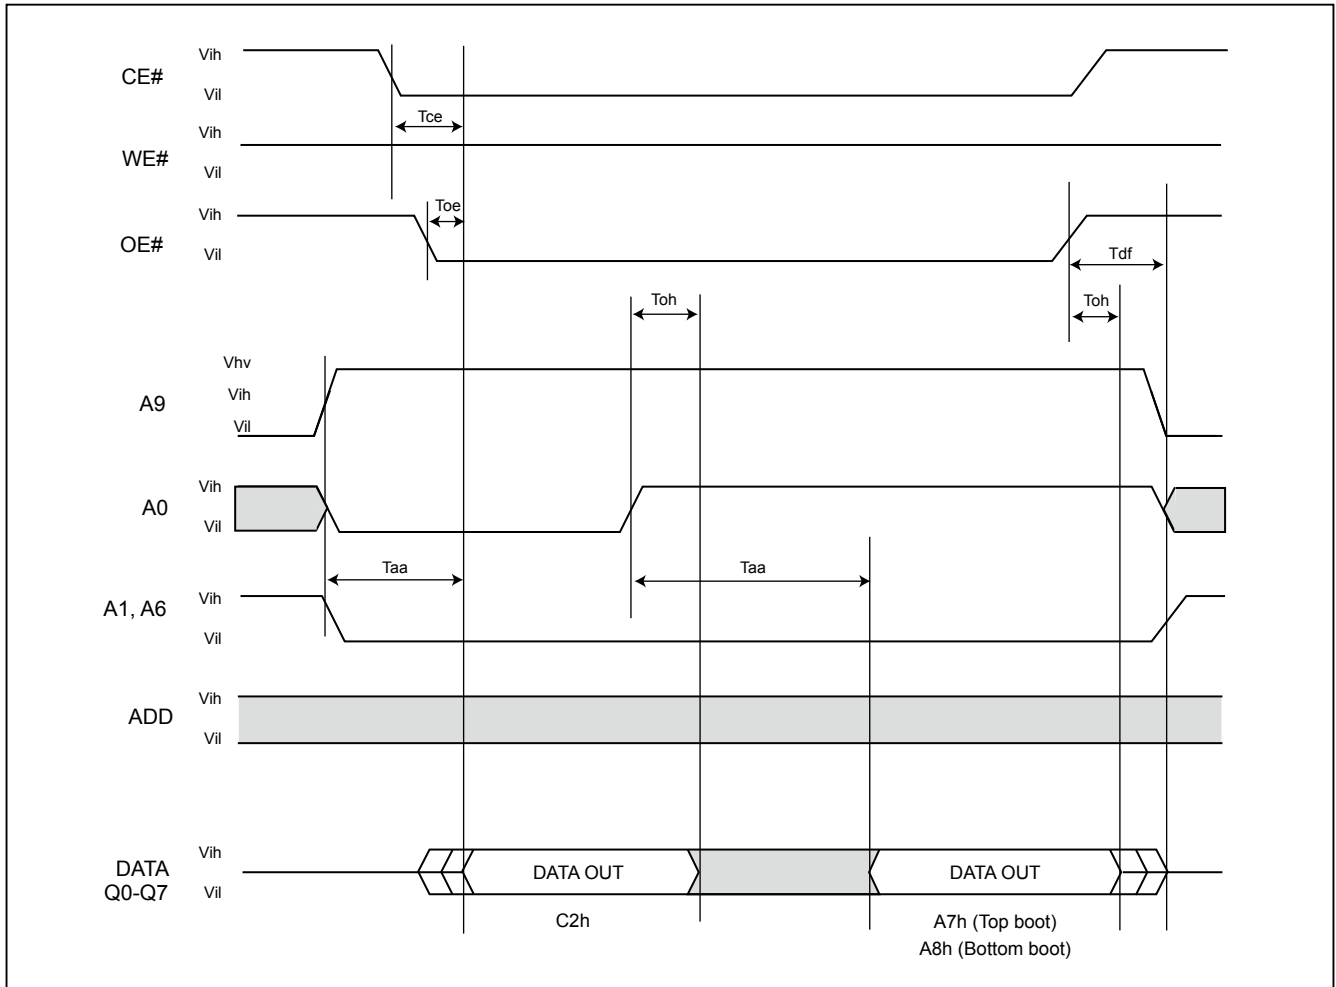 CE#
Vih
Vil
Tce
WE#
Vih
Vil
OE#
Vih
Vil
Toe
Tdf
Toh
Toh
A9
Vhv
Vih
Vil
A0
Vih
Vil
Taa
Taa
A1, A6
Vih
Vil
ADD
Vih
Vil
DATA
Q0-Q7
Vih
Vil
DATA OUT
DATA OUT
C2h
A7h (Top boot)
A8h (Bottom boot)